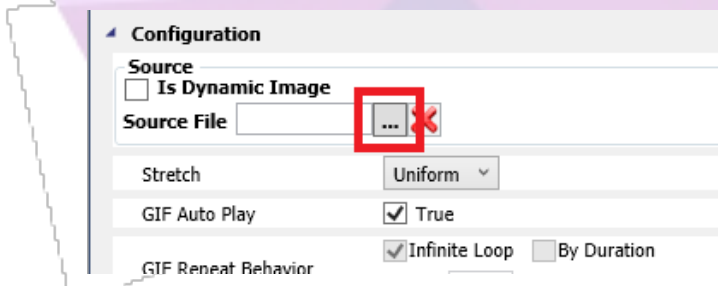 Configuration
Source
Is Dynamic Image
Source File ...
Stretch Uniform
GIF Auto Play True
Infinite Loop By Duration
GIF Repeat Behavior